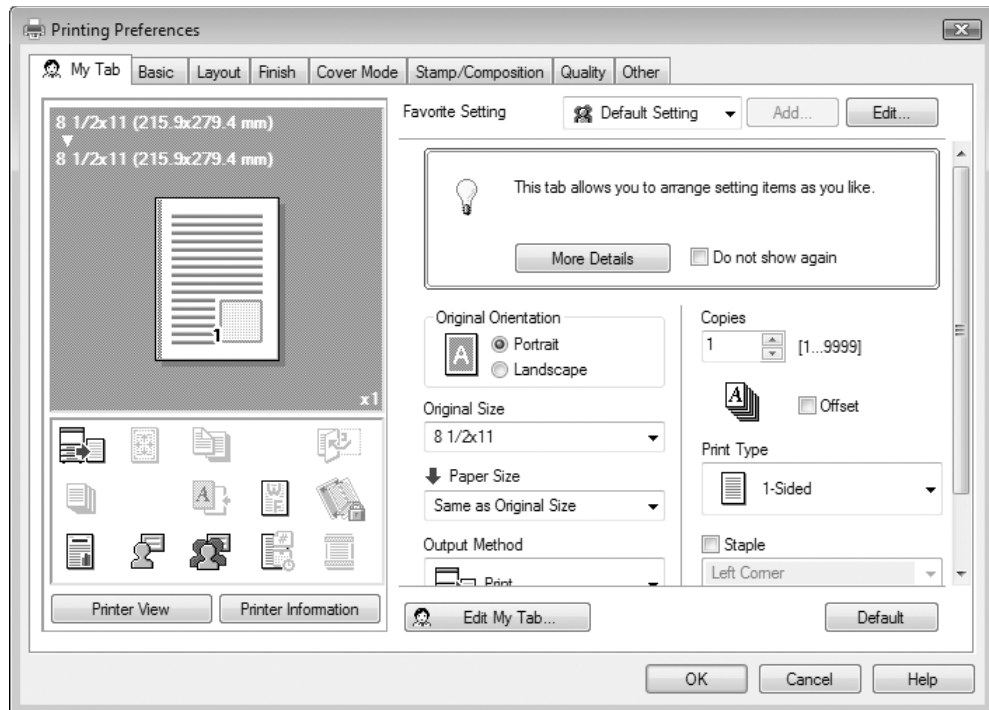 Printing Preferences
My Tab Basic Layout Finish Cover Mode Stamp/Composition Quality Other
8 1/2x11 (215.9x279.4 mm)
8 1/2x11 (215.9x279.4 mm)
1
x1
Favorite Setting Default Setting Add... Edit...
This tab allows you to arrange setting items as you like.
More Details Do not show again
Original Orientation
A
Portrait
Landscape
Original Size
8 1/2x11
Paper Size
Same as Original Size
Output Method
Print
Copies
1 [1...9999]
A
Offset
Print Type
1-Sided
Staple
Left Corner
Printer View Printer Information
Edit My Tab... Default
OK Cancel Help